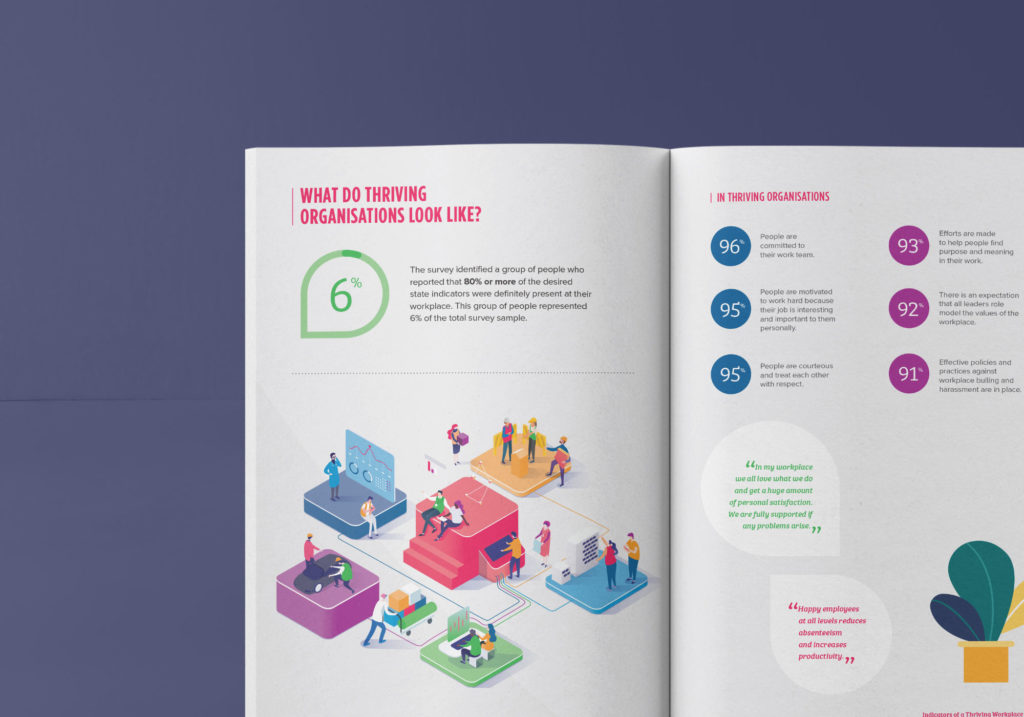 WHAT DO THRIVING
ORGANISATIONS LOOK LIKE?
6%
The survey identified a group of people who
reported that 80% or more of the desired
state indicators were definitely present at their
workplace. This group of people represented
6% of the total survey sample.
IN THRIVING ORGANISATIONS
96%
People are
committed to
their work team.
95%
People are motivated
to work hard because
their job is interesting
and important to them
personally.
95%
People are courteous
and treat each other
with respect.
93%
Efforts are made
to help people find
purpose and meaning
in their work.
92%
There is an expectation
that all leaders role
model the values of the
workplace.
91%
Effective policies and
practices against
workplace bulling and
harassment are in place.
“In my workplace
we all love what we do
and get a huge amount
of personal satisfaction.
We are fully supported if
any problems arise.”
“Happy employees
at all levels reduces
absenteeism
and increases
productivity.”
Indicators of a Thriving Workplace